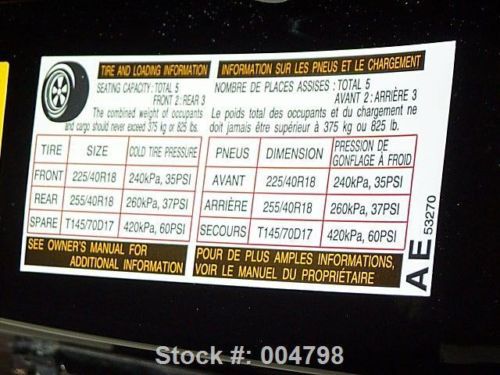 TIRE AND LOADING INFORMATION
SEATING CAPACITY: TOTAL 5
FRONT 2: REAR 3
The combined weight of occupants
and cargo should never exceed 375 kg or 825 lbs.
TIRE SIZE COLD TIRE PRESSURE
FRONT 225/40R18 240kPa, 35PSI
REAR 255/40R18 260kPa, 37PSI
SPARE T145/70D17 420kPa, 60PSI
SEE OWNER'S MANUAL FOR
ADDITIONAL INFORMATION
INFORMATION SUR LES PNEUS ET LE CHARGEMENT
NOMBRE DE PLACES ASSISES: TOTAL 5
AVANT 2: ARRIÈRE 3
Le poids total des occupants et du chargement ne
doit jamais être supérieur à 375 kg ou 825 lb.
PNEUS DIMENSION PRESSION DE
GONFLAGE À FROID
AVANT 225/40R18 240kPa, 35PSI
ARRIÈRE 255/40R18 260kPa, 37PSI
SECOURS T145/70D17 420kPa, 60PSI
POUR DE PLUS AMPLES INFORMATIONS,
VOIR LE MANUEL DU PROPRIÉTAIRE
AE 53270
Stock #: 004798